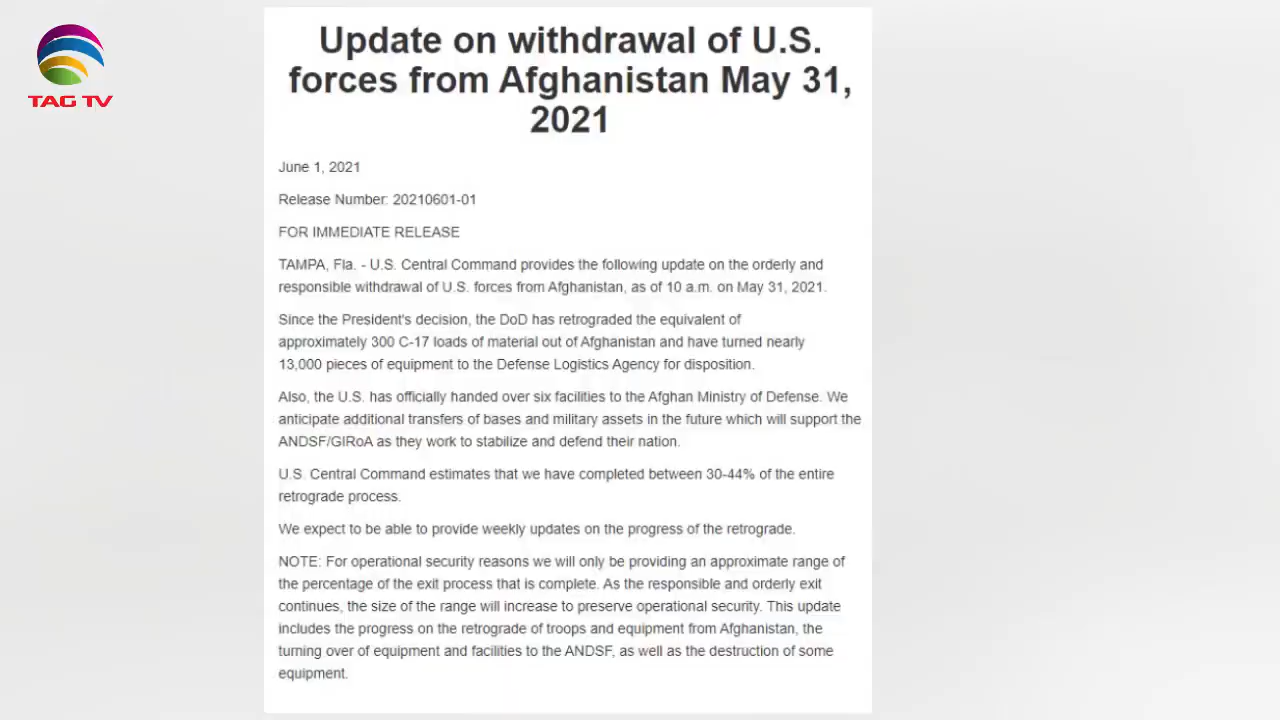 TAG TV
Update on withdrawal of U.S.
forces from Afghanistan May 31,
2021
June 1, 2021
Release Number: 20210601-01
FOR IMMEDIATE RELEASE
TAMPA, Fla. - U.S. Central Command provides the following update on the orderly and
responsible withdrawal of U.S. forces from Afghanistan, as of 10 a.m. on May 31, 2021.
Since the President's decision, the DoD has retrograded the equivalent of
approximately 300 C-17 loads of material out of Afghanistan and have turned nearly
13,000 pieces of equipment to the Defense Logistics Agency for disposition.
Also, the U.S. has officially handed over six facilities to the Afghan Ministry of Defense. We
anticipate additional transfers of bases and military assets in the future which will support the
ANDSF/GIRoA as they work to stabilize and defend their nation.
U.S. Central Command estimates that we have completed between 30-44% of the entire
retrograde process.
We expect to be able to provide weekly updates on the progress of the retrograde.
NOTE: For operational security reasons we will only be providing an approximate range of
the percentage of the exit process that is complete. As the responsible and orderly exit
continues, the size of the range will increase to preserve operational security. This update
includes the progress on the retrograde of troops and equipment from Afghanistan, the
turning over of equipment and facilities to the ANDSF, as well as the destruction of some
equipment.